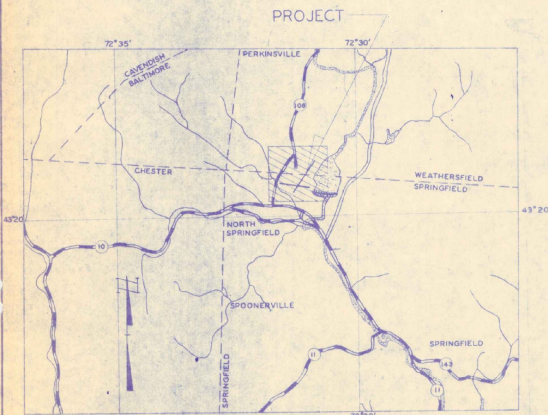 PROJECT
72°35'
72°30'
PERKINSVILLE
CAVENDISH
BALTIMORE
106
CHESTER
WEATHERSFIELD
SPRINGFIELD
43°20
43°20
NORTH
SPRINGFIELD
10
SPOONERVILLE
SPRINGFIELD
11
SPRINGFIELD
143
11